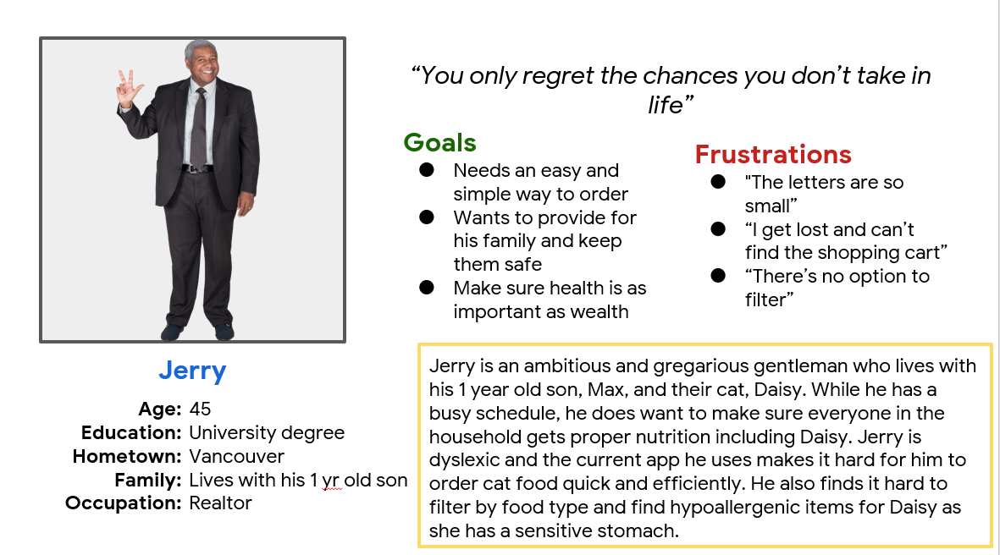 “You only regret the chances you don’t take in
life”
Goals
● Needs an easy and
simple way to order
● Wants to provide for
his family and keep
them safe
● Make sure health is as
important as wealth
Frustrations
● "The letters are so
small”
● “I get lost and can’t
find the shopping cart”
● “There’s no option to
filter”
Jerry
Age: 45
Education: University degree
Hometown: Vancouver
Family: Lives with his 1 yr old son
Occupation: Realtor
Jerry is an ambitious and gregarious gentleman who lives with
his 1 year old son, Max, and their cat, Daisy. While he has a
busy schedule, he does want to make sure everyone in the
household gets proper nutrition including Daisy. Jerry is
dyslexic and the current app he uses makes it hard for him to
order cat food quick and efficiently. He also finds it hard to
filter by food type and find hypoallergenic items for Daisy as
she has a sensitive stomach.